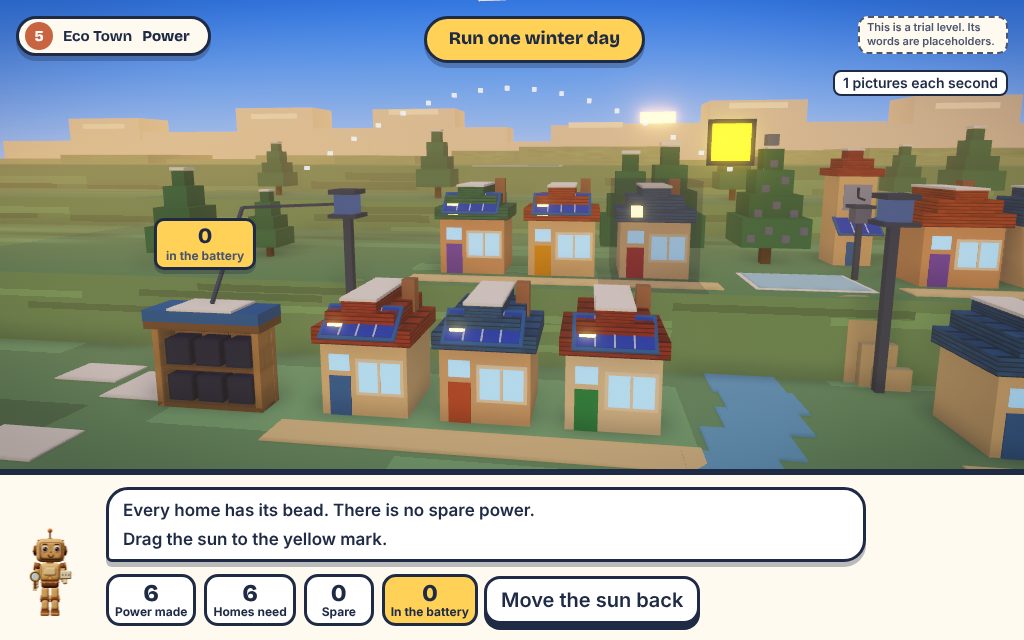 5 Eco Town Power
Run one winter day
This is a trial level. Its
words are placeholders.
1 pictures each second
0
in the battery
Every home has its bead. There is no spare power.
Drag the sun to the yellow mark.
6
Power made
6
Homes need
0
Spare
0
In the battery
Move the sun back